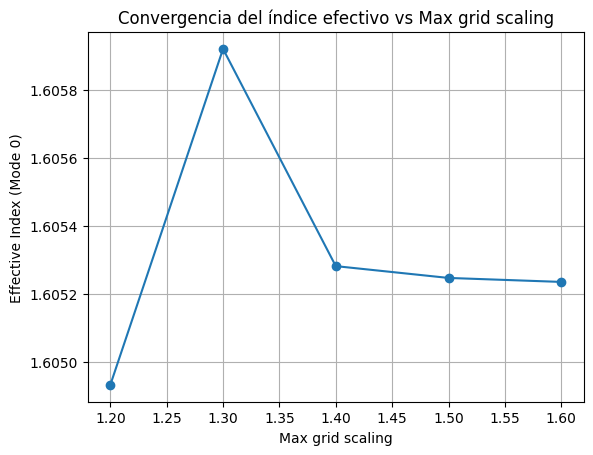 Convergencia del índice efectivo vs Max grid scaling
Effective Index (Mode 0)
1.6058
1.6056
1.6054
1.6052
1.6050
1.20 1.25 1.30 1.35 1.40 1.45 1.50 1.55 1.60
Max grid scaling